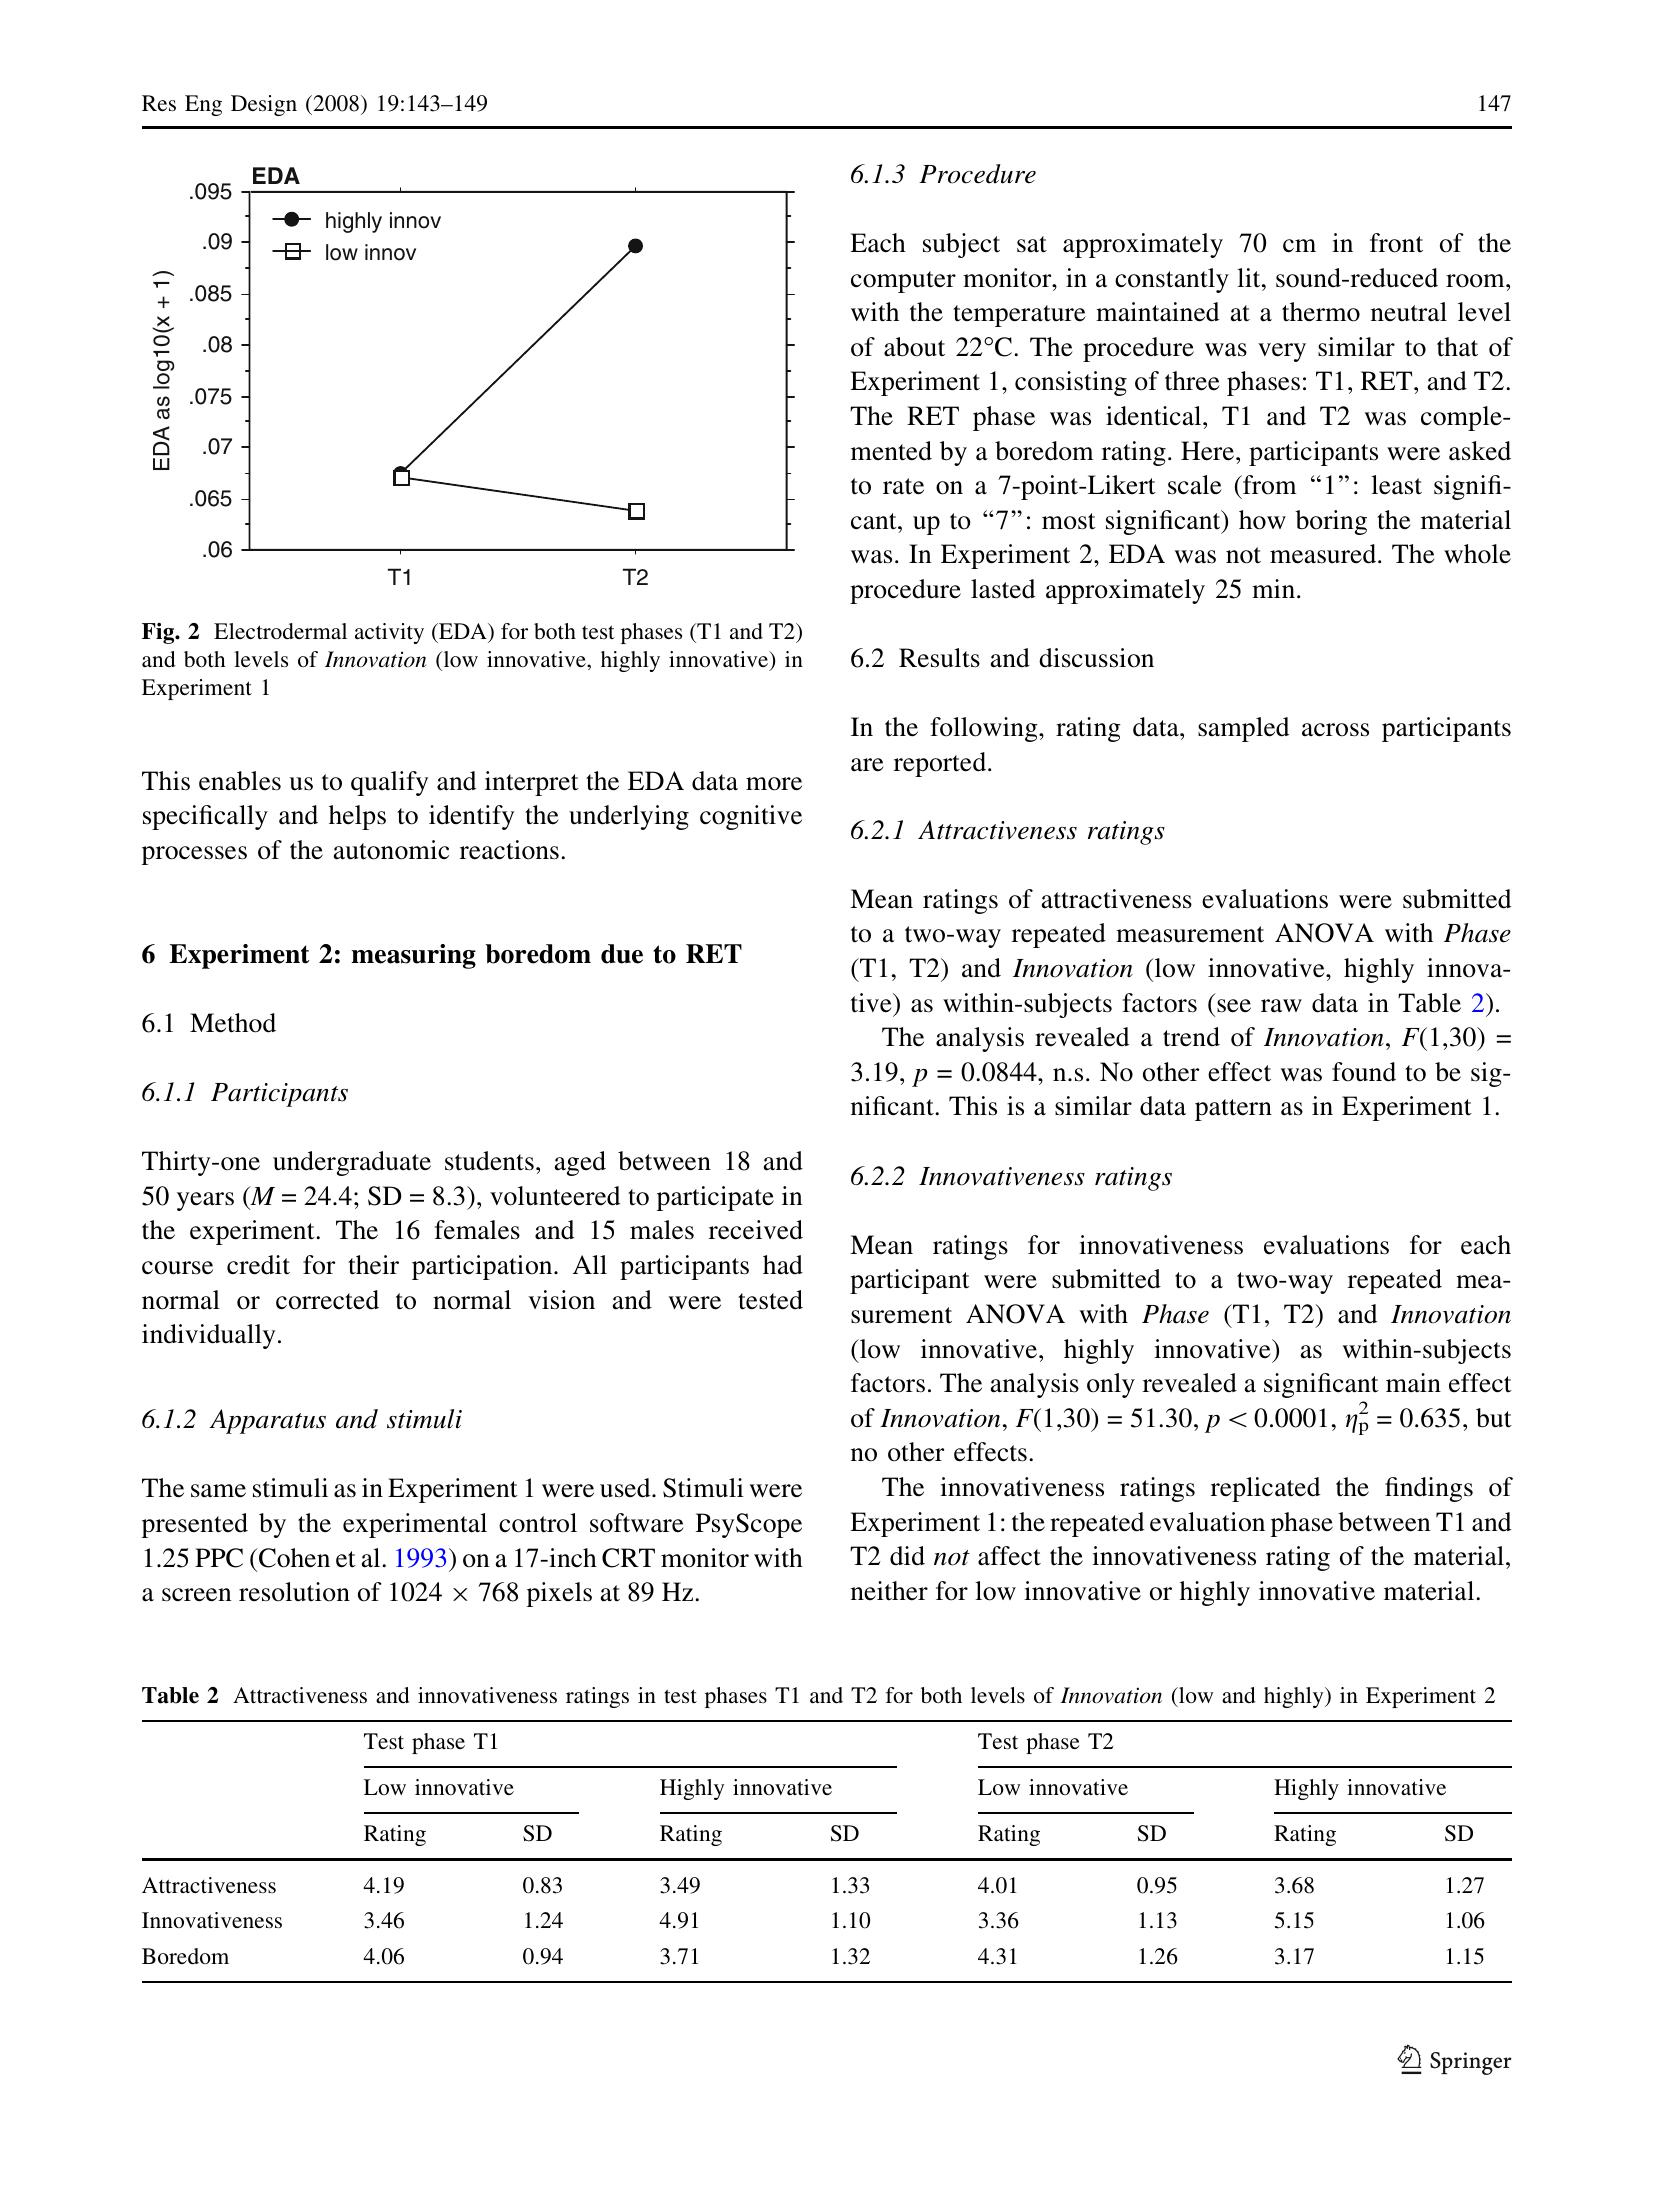 Res Eng Design (2008) 19:143–149
147
EDA
.095
.09
.085
.08
.075
.07
.065
.06
EDA as log10(x + 1)
highly innov
low innov
T1
T2
Fig. 2 Electrodermal activity (EDA) for both test phases (T1 and T2)
and both levels of Innovation (low innovative, highly innovative) in
Experiment 1
This enables us to qualify and interpret the EDA data more
specifically and helps to identify the underlying cognitive
processes of the autonomic reactions.
6 Experiment 2: measuring boredom due to RET
6.1 Method
6.1.1 Participants
Thirty-one undergraduate students, aged between 18 and
50 years (M = 24.4; SD = 8.3), volunteered to participate in
the experiment. The 16 females and 15 males received
course credit for their participation. All participants had
normal or corrected to normal vision and were tested
individually.
6.1.2 Apparatus and stimuli
The same stimuli as in Experiment 1 were used. Stimuli were
presented by the experimental control software PsyScope
1.25 PPC (Cohen et al. 1993) on a 17-inch CRT monitor with
a screen resolution of 1024 × 768 pixels at 89 Hz.
6.1.3 Procedure
Each subject sat approximately 70 cm in front of the
computer monitor, in a constantly lit, sound-reduced room,
with the temperature maintained at a thermo neutral level
of about 22°C. The procedure was very similar to that of
Experiment 1, consisting of three phases: T1, RET, and T2.
The RET phase was identical, T1 and T2 was comple-
mented by a boredom rating. Here, participants were asked
to rate on a 7-point-Likert scale (from “1”: least signifi-
cant, up to “7”: most significant) how boring the material
was. In Experiment 2, EDA was not measured. The whole
procedure lasted approximately 25 min.
6.2 Results and discussion
In the following, rating data, sampled across participants
are reported.
6.2.1 Attractiveness ratings
Mean ratings of attractiveness evaluations were submitted
to a two-way repeated measurement ANOVA with Phase
(T1, T2) and Innovation (low innovative, highly innova-
tive) as within-subjects factors (see raw data in Table 2).
The analysis revealed a trend of Innovation, F(1,30) =
3.19, p = 0.0844, n.s. No other effect was found to be sig-
nificant. This is a similar data pattern as in Experiment 1.
6.2.2 Innovativeness ratings
Mean ratings for innovativeness evaluations for each
participant were submitted to a two-way repeated mea-
surement ANOVA with Phase (T1, T2) and Innovation
(low innovative, highly innovative) as within-subjects
factors. The analysis only revealed a significant main effect
of Innovation, F(1,30) = 51.30, p < 0.0001, η²p = 0.635, but
no other effects.
The innovativeness ratings replicated the findings of
Experiment 1: the repeated evaluation phase between T1 and
T2 did not affect the innovativeness rating of the material,
neither for low innovative or highly innovative material.
Table 2 Attractiveness and innovativeness ratings in test phases T1 and T2 for both levels of Innovation (low and highly) in Experiment 2
Test phase T1 Test phase T2
Low innovative Highly innovative Low innovative Highly innovative
Rating SD Rating SD Rating SD Rating SD
Attractiveness 4.19 0.83 3.49 1.33 4.01 0.95 3.68 1.27
Innovativeness 3.46 1.24 4.91 1.10 3.36 1.13 5.15 1.06
Boredom 4.06 0.94 3.71 1.32 4.31 1.26 3.17 1.15
Springer